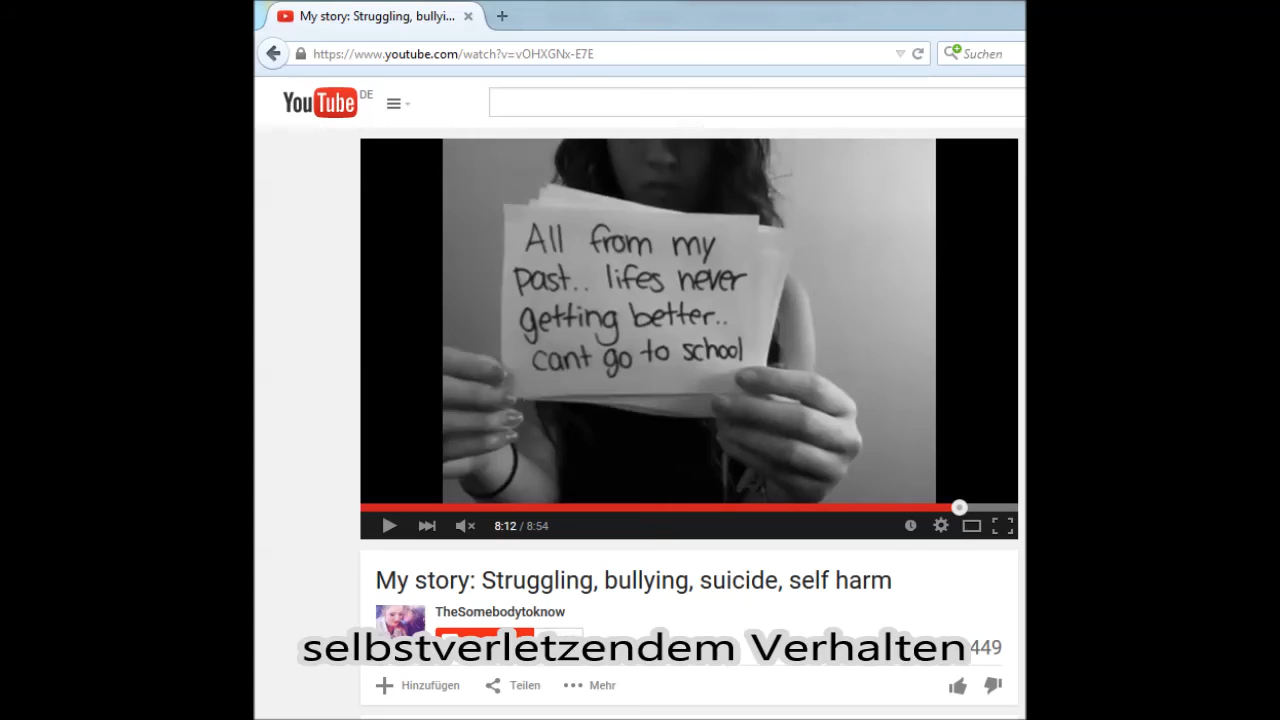 My story: Struggling, bullyi...
https://www.youtube.com/watch?v=vOHXGNx-E7E
Suchen
YouTube DE
All from my
past.. lifes never
getting better..
cant go to school
8:12 / 8:54
My story: Struggling, bullying, suicide, self harm
TheSomebodytoknow
selbstverletzendem Verhalten
449
Hinzufügen
Teilen
Mehr